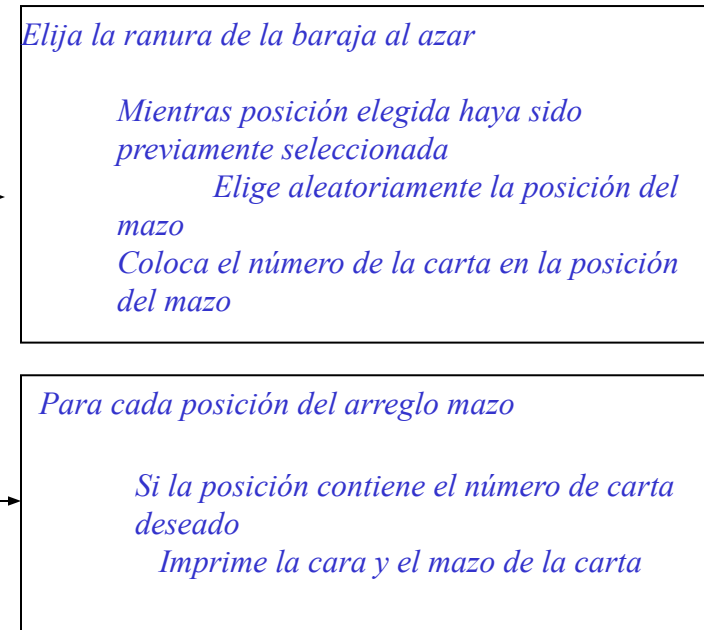 Elija la ranura de la baraja al azar
Mientras posición elegida haya sido
previamente seleccionada
Elige aleatoriamente la posición del
mazo
Coloca el número de la carta en la posición
del mazo
Para cada posición del arreglo mazo
Si la posición contiene el número de carta
deseado
Imprime la cara y el mazo de la carta